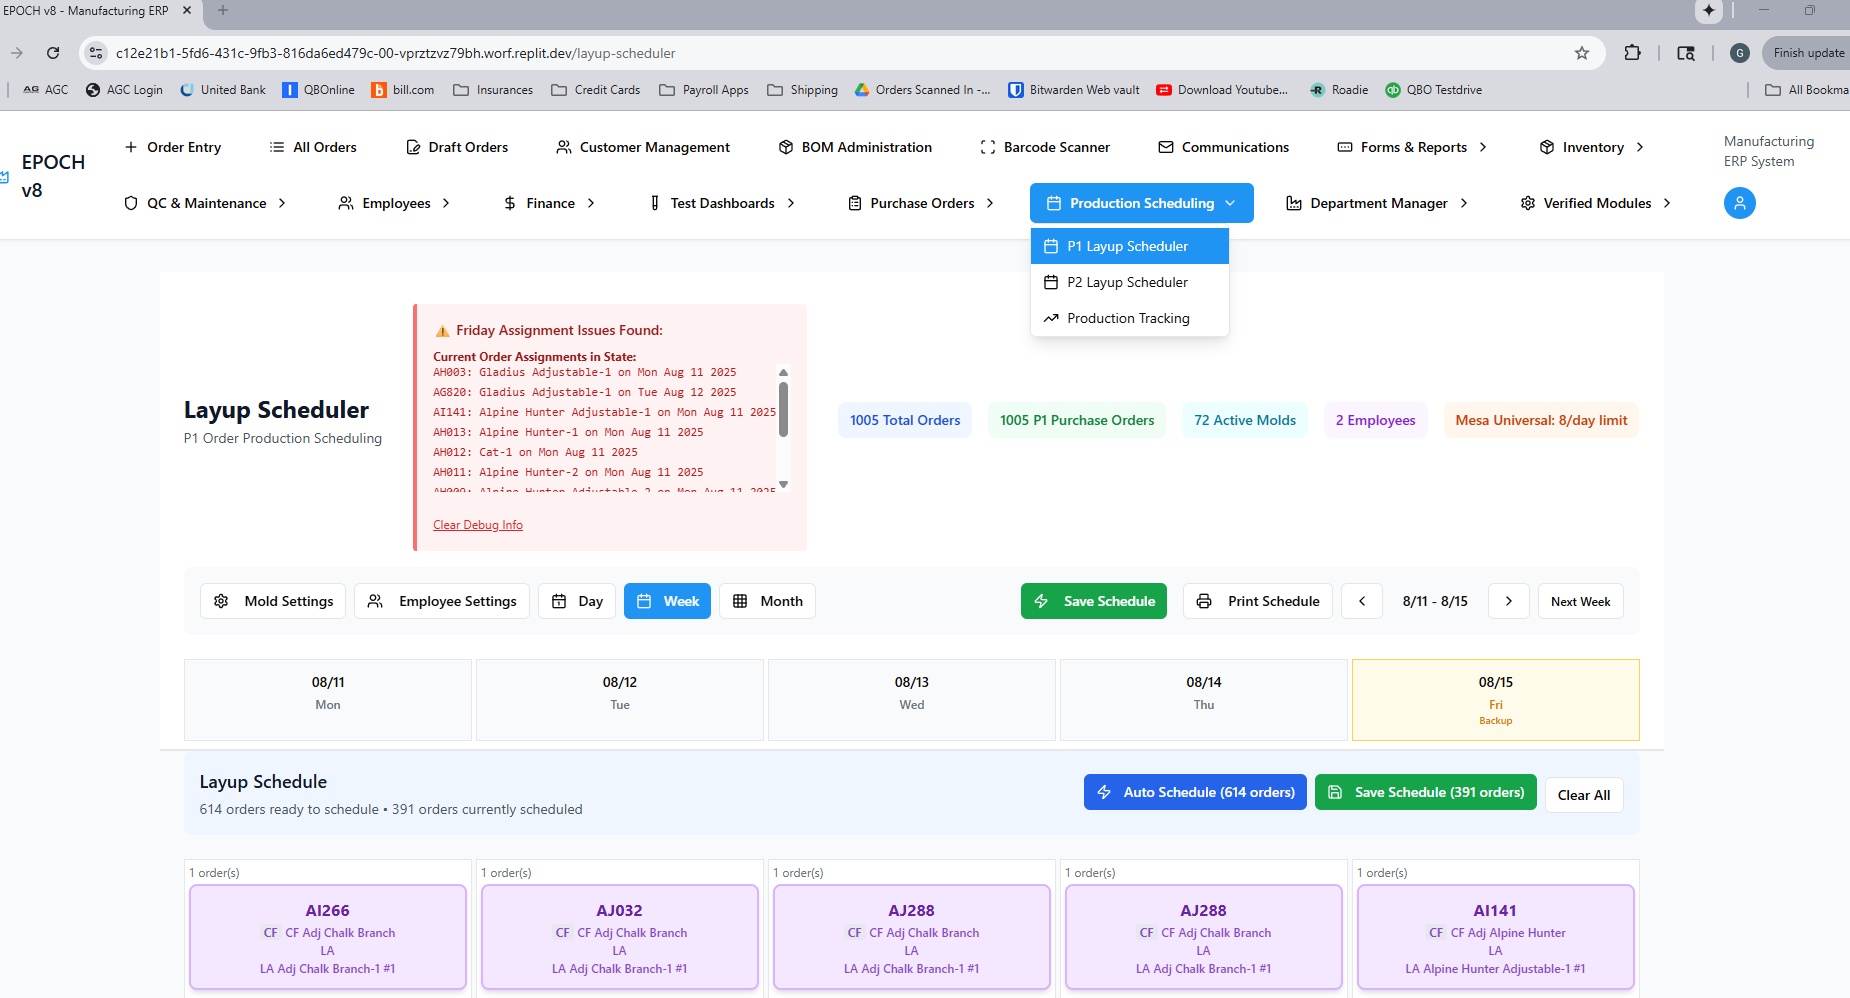 EPOCH v8 - Manufacturing ERP
c12e21b1-5fd6-431c-9fb3-816da6ed479c-00-vprztzvz79bh.worf.replit.dev/layup-scheduler
G
Finish update
AG AGC
AGC Login
United Bank
QBOnline
bill.com
Insurances
Credit Cards
Payroll Apps
Shipping
Orders Scanned In -...
Bitwarden Web vault
Download Youtube...
Roadie
QBO Testdrive
All Bookma
EPOCH v8
Order Entry
All Orders
Draft Orders
Customer Management
BOM Administration
Barcode Scanner
Communications
Forms & Reports
Inventory
Manufacturing ERP System
QC & Maintenance
Employees
Finance
Test Dashboards
Purchase Orders
Production Scheduling
Department Manager
Verified Modules
P1 Layup Scheduler
P2 Layup Scheduler
Production Tracking
Layup Scheduler
P1 Order Production Scheduling
Friday Assignment Issues Found:
Current Order Assignments in State:
AH003: Gladius Adjustable-1 on Mon Aug 11 2025
AG820: Gladius Adjustable-1 on Tue Aug 12 2025
AI141: Alpine Hunter Adjustable-1 on Mon Aug 11 2025
AH013: Alpine Hunter-1 on Mon Aug 11 2025
AH012: Cat-1 on Mon Aug 11 2025
AH011: Alpine Hunter-2 on Mon Aug 11 2025
AH009: Alpine Hunter Adjustable-2 on Mon Aug 11 2025
Clear Debug Info
1005 Total Orders
1005 P1 Purchase Orders
72 Active Molds
2 Employees
Mesa Universal: 8/day limit
Mold Settings
Employee Settings
Day
Week
Month
Save Schedule
Print Schedule
8/11 - 8/15
Next Week
08/11
Mon
08/12
Tue
08/13
Wed
08/14
Thu
08/15
Fri
Backup
Layup Schedule
614 orders ready to schedule • 391 orders currently scheduled
Auto Schedule (614 orders)
Save Schedule (391 orders)
Clear All
1 order(s)
AI266
CF CF Adj Chalk Branch
LA
LA Adj Chalk Branch-1 #1
1 order(s)
AJ032
CF CF Adj Chalk Branch
LA
LA Adj Chalk Branch-1 #1
1 order(s)
AJ288
CF CF Adj Chalk Branch
LA
LA Adj Chalk Branch-1 #1
1 order(s)
AJ288
CF CF Adj Chalk Branch
LA
LA Adj Chalk Branch-1 #1
1 order(s)
AI141
CF CF Adj Alpine Hunter
LA
LA Alpine Hunter Adjustable-1 #1